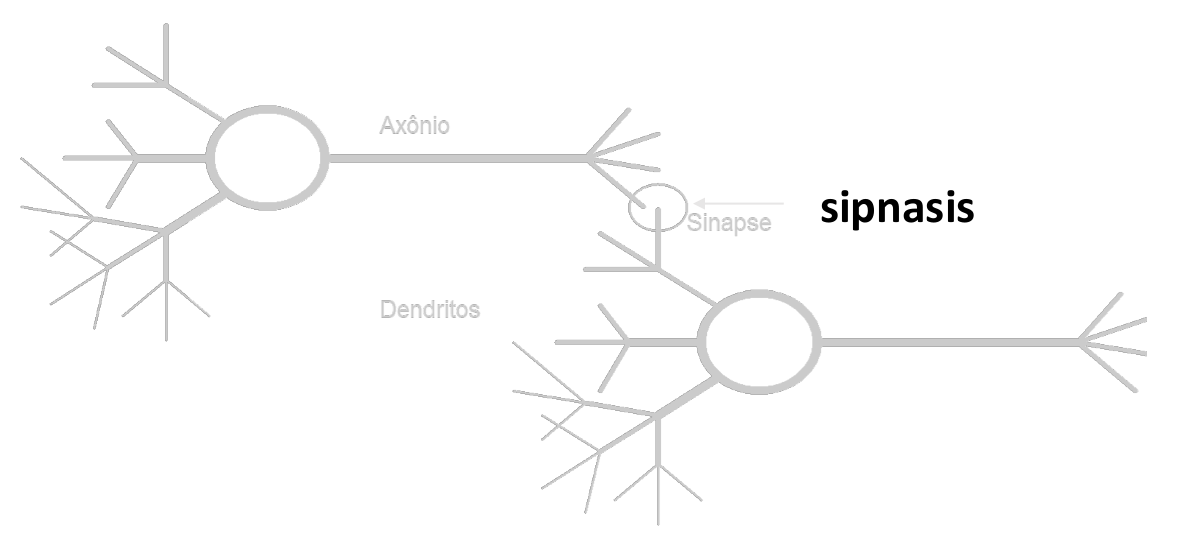 Axônio
sipnasis
Sinapse
Dendritos